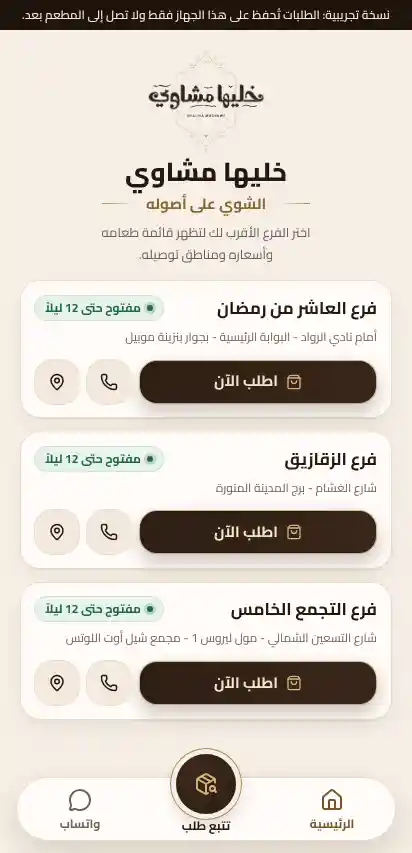 نسخة تجريبية: الطلبات تُحفظ على هذا الجهاز فقط ولا تصل إلى المطعم بعد.
خليها مشاوي
خليها مشاوي
الشوي على أصوله
اختر الفرع الأقرب لك لتظهر قائمة طعامه
وأسعاره ومناطق توصيله.
فرع العاشر من رمضان
مفتوح حتى 12 ليلاً
أمام نادي الرواد - البوابة الرئيسية - بجوار بنزينة موبيل
اطلب الآن
فرع الزقازيق
مفتوح حتى 12 ليلاً
شارع الغشام - برج المدينة المنورة
اطلب الآن
فرع التجمع الخامس
مفتوح حتى 12 ليلاً
شارع التسعين الشمالي - مول ليروس 1 - مجمع شيل أوت اللوتس
اطلب الآن
الرئيسية
تتبع طلب
واتساب